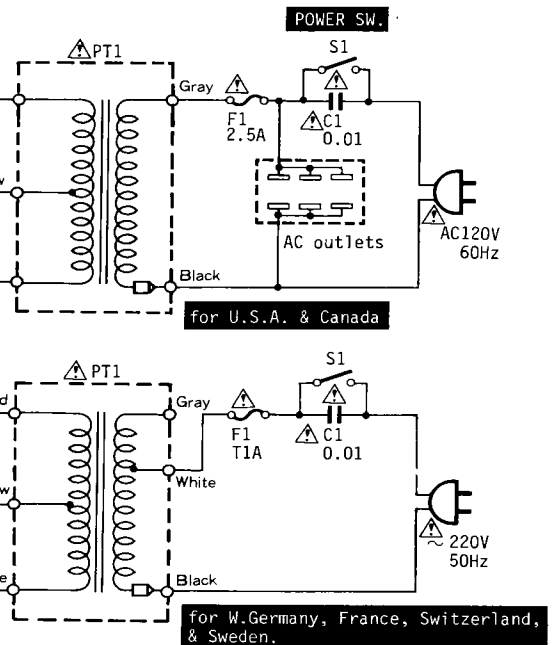 POWER SW.
S1
PT1
Gray
F1
2.5A
C1
0.01
w
AC outlets
AC120V
60Hz
Black
for U.S.A. & Canada
S1
PT1
d
Gray
F1
T1A
C1
0.01
w
White
~ 220V
50Hz
e
Black
for W.Germany, France, Switzerland,
& Sweden.